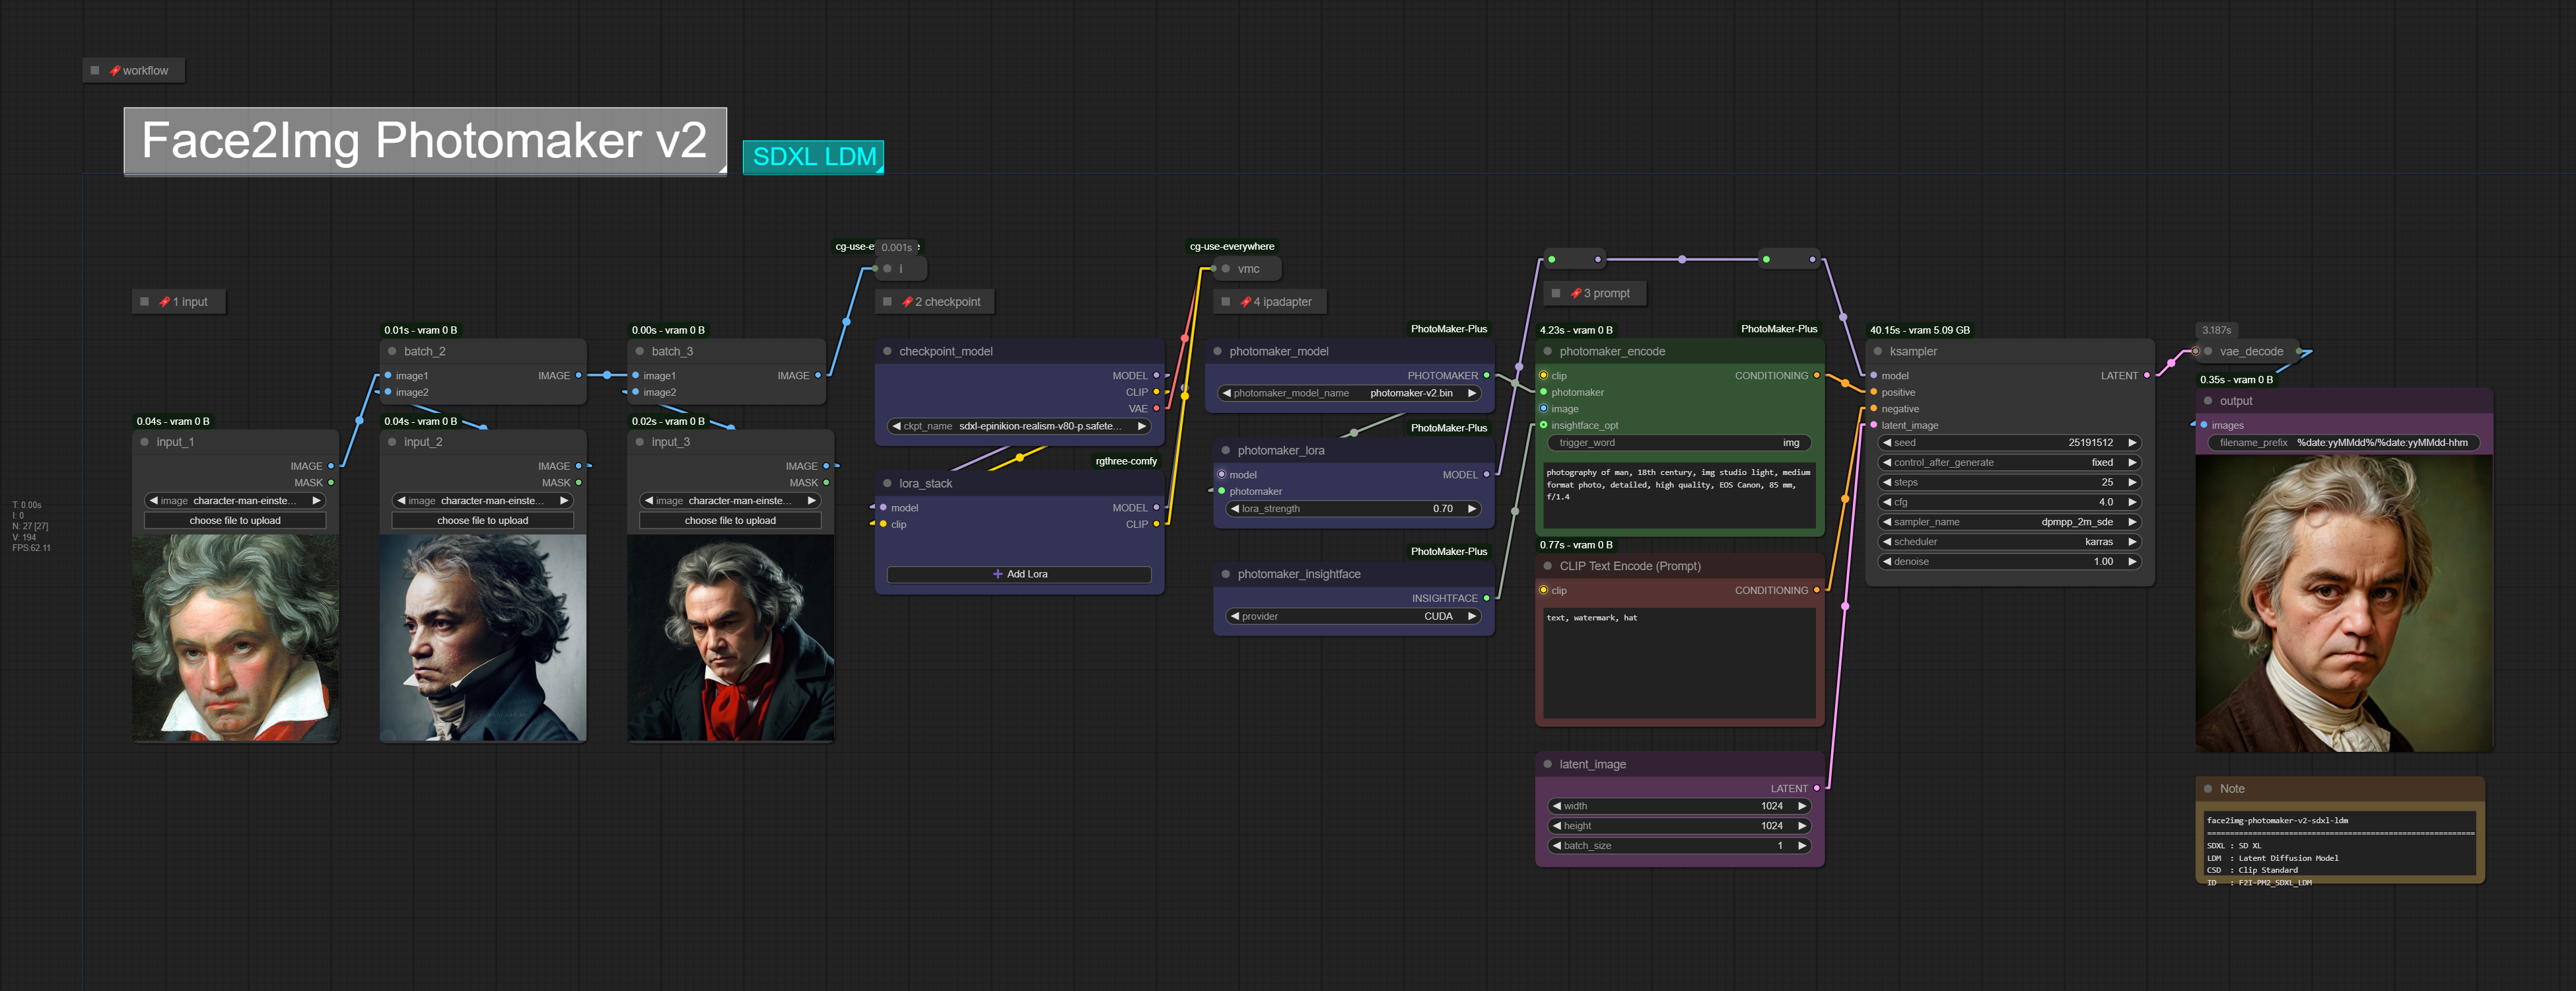 workflow
Face2Img Photomaker v2
SDXL LDM
1 input
0.01s - vram 0 B
batch_2
image1
IMAGE
image2
0.00s - vram 0 B
batch_3
image1
IMAGE
image2
0.04s - vram 0 B
input_1
IMAGE
MASK
image character-man-einste...
choose file to upload
0.04s - vram 0 B
input_2
IMAGE
MASK
image character-man-einste...
choose file to upload
0.02s - vram 0 B
input_3
IMAGE
MASK
image character-man-einste...
choose file to upload
T: 0.00s
I: 0
N: 27 [27]
V: 194
FPS:62.11
cg-use-e
0.001s
i
2 checkpoint
checkpoint_model
MODEL
CLIP
VAE
ckpt_name sdxl-epinikion-realism-v80-p.safete...
rgthree-comfy
lora_stack
model
MODEL
clip
CLIP
+ Add Lora
cg-use-everywhere
vmc
4 ipadapter
PhotoMaker-Plus
photomaker_model
PHOTOMAKER
photomaker_model_name photomaker-v2.bin
PhotoMaker-Plus
photomaker_lora
model
MODEL
photomaker
lora_strength 0.70
PhotoMaker-Plus
photomaker_insightface
INSIGHTFACE
provider CUDA
3 prompt
4.23s - vram 0 B
PhotoMaker-Plus
photomaker_encode
clip
CONDITIONING
photomaker
image
insightface_opt
trigger_word img
photography of man, 18th century, img studio light, medium
format photo, detailed, high quality, EOS Canon, 85 mm,
f/1.4
0.77s - vram 0 B
CLIP Text Encode (Prompt)
clip
CONDITIONING
text, watermark, hat
latent_image
LATENT
width 1024
height 1024
batch_size 1
40.15s - vram 5.09 GB
ksampler
model
LATENT
positive
negative
latent_image
seed 25191512
control_after_generate fixed
steps 25
cfg 4.0
sampler_name dpmpp_2m_sde
scheduler karras
denoise 1.00
3.187s
vae_decode
0.35s - vram 0 B
output
images
filename_prefix %date:yyMMdd%/%date:yyMMdd-hhm
Note
face2img-photomaker-v2-sdxl-ldm
================================================================
SDXL : SD XL
LDM : Latent Diffusion Model
CSD : Clip Standard
ID : F2I-PM2_SDXL_LDM